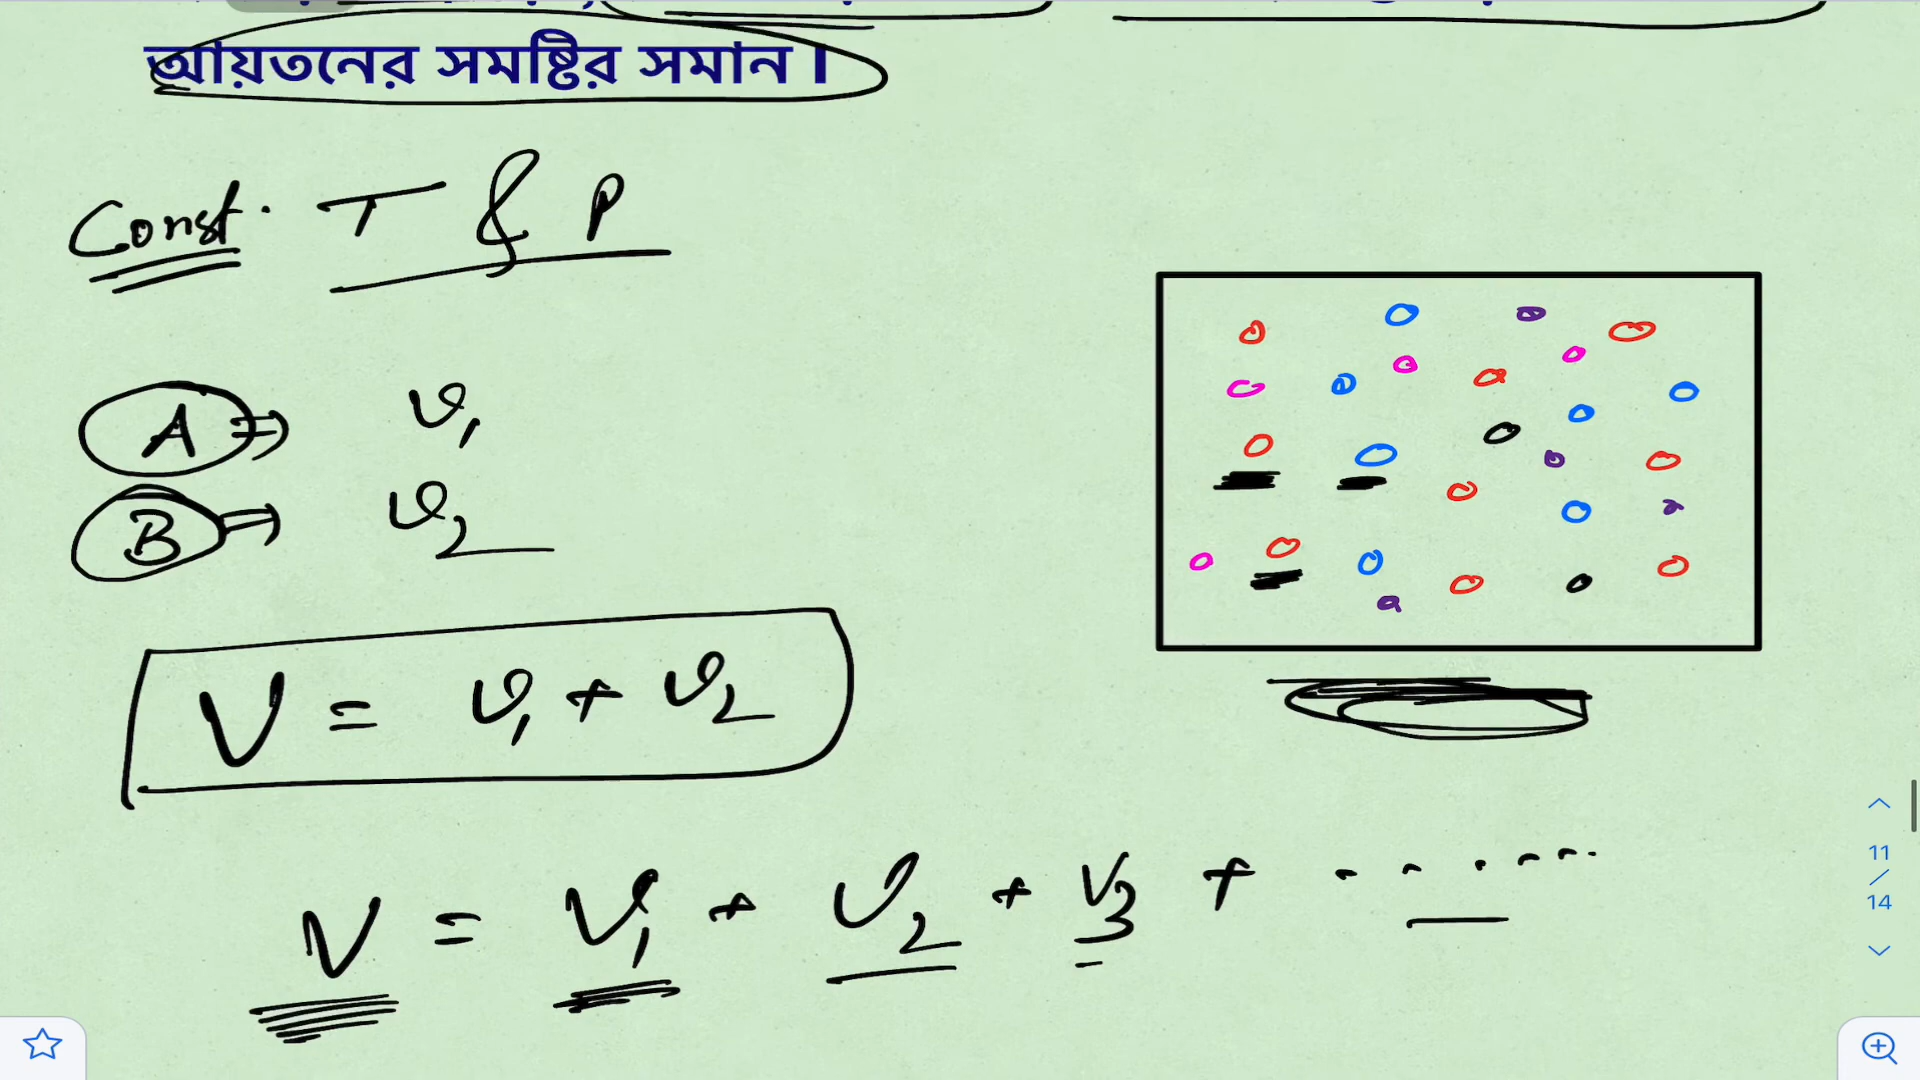 আয়তনের সমষ্টির সমান ।
Const. T & P
A ⇒ v₁
B ⇒ v₂
V = v₁ + v₂
V = v₁ + v₂ + v₃ + - - . - -.
11
/
14